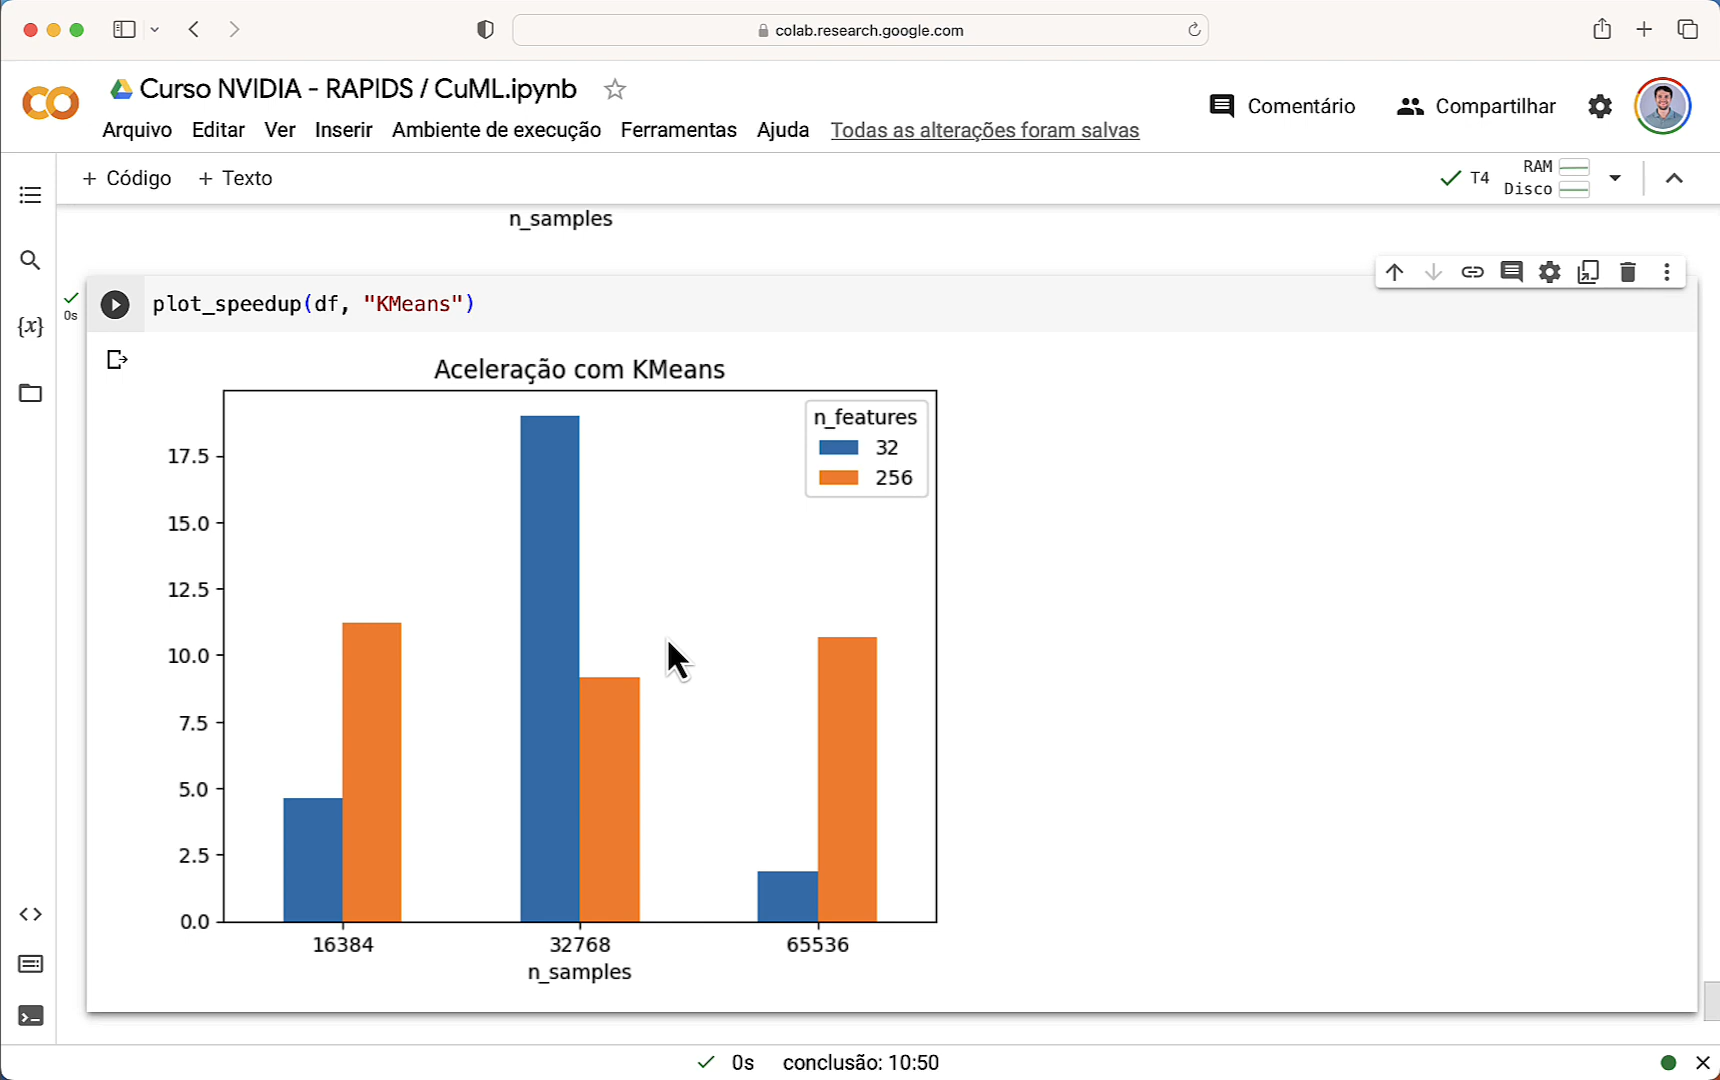 colab.research.google.com
Curso NVIDIA - RAPIDS / CuML.ipynb
Comentário
Compartilhar
Arquivo Editar Ver Inserir Ambiente de execução Ferramentas Ajuda Todas as alterações foram salvas
+ Código + Texto
T4
RAM
Disco
n_samples
{x}
0s
plot_speedup(df, "KMeans")
Aceleração com KMeans
n_features
32
256
17.5
15.0
12.5
10.0
7.5
5.0
2.5
0.0
16384 32768 65536
n_samples
0s conclusão: 10:50